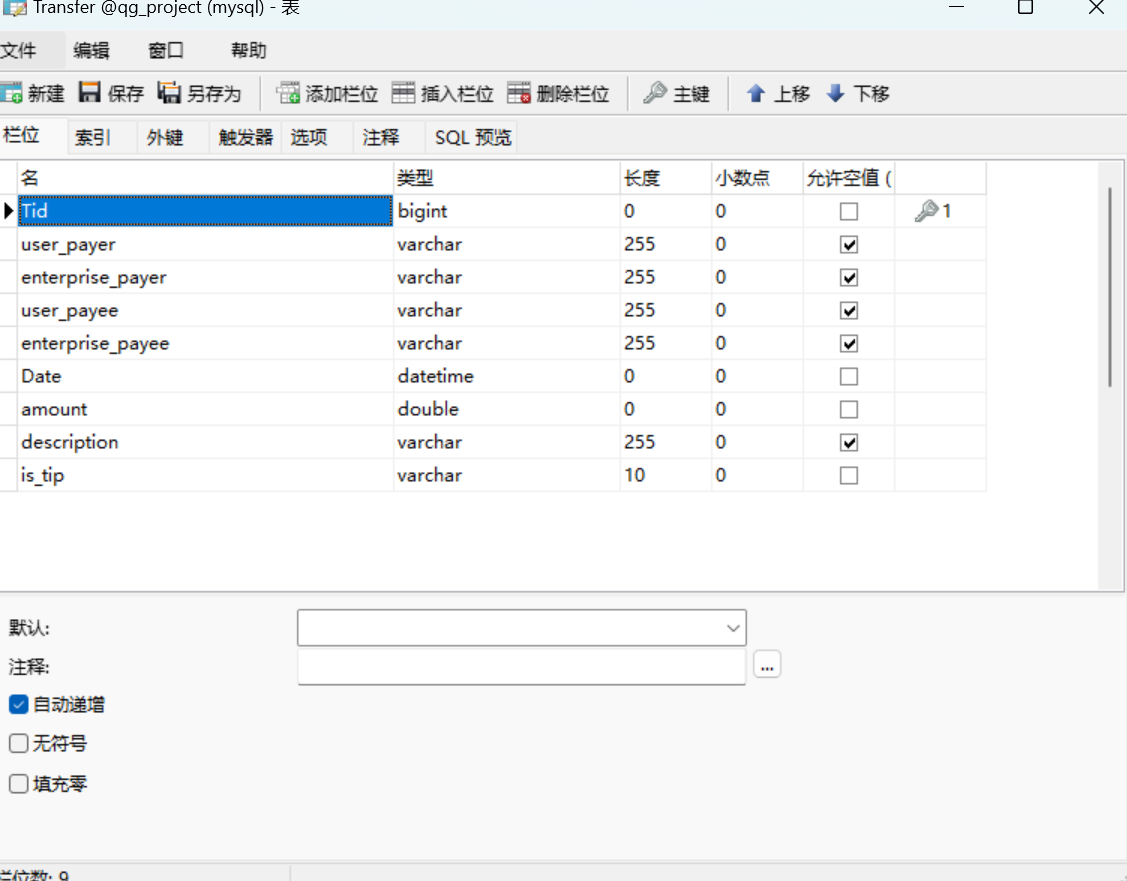 Transfer @qg_project (mysql) - 表
文件 编辑 窗口 帮助
新建 保存 另存为 添加栏位 插入栏位 删除栏位 主键 上移 下移
栏位 索引 外键 触发器 选项 注释 SQL 预览
名 类型 长度 小数点 允许空值 (
Tid bigint 0 0 1
user_payer varchar 255 0
enterprise_payer varchar 255 0
user_payee varchar 255 0
enterprise_payee varchar 255 0
Date datetime 0 0
amount double 0 0
description varchar 255 0
is_tip varchar 10 0
默认:
注释:
...
自动递增
无符号
填充零
栏位数: 9